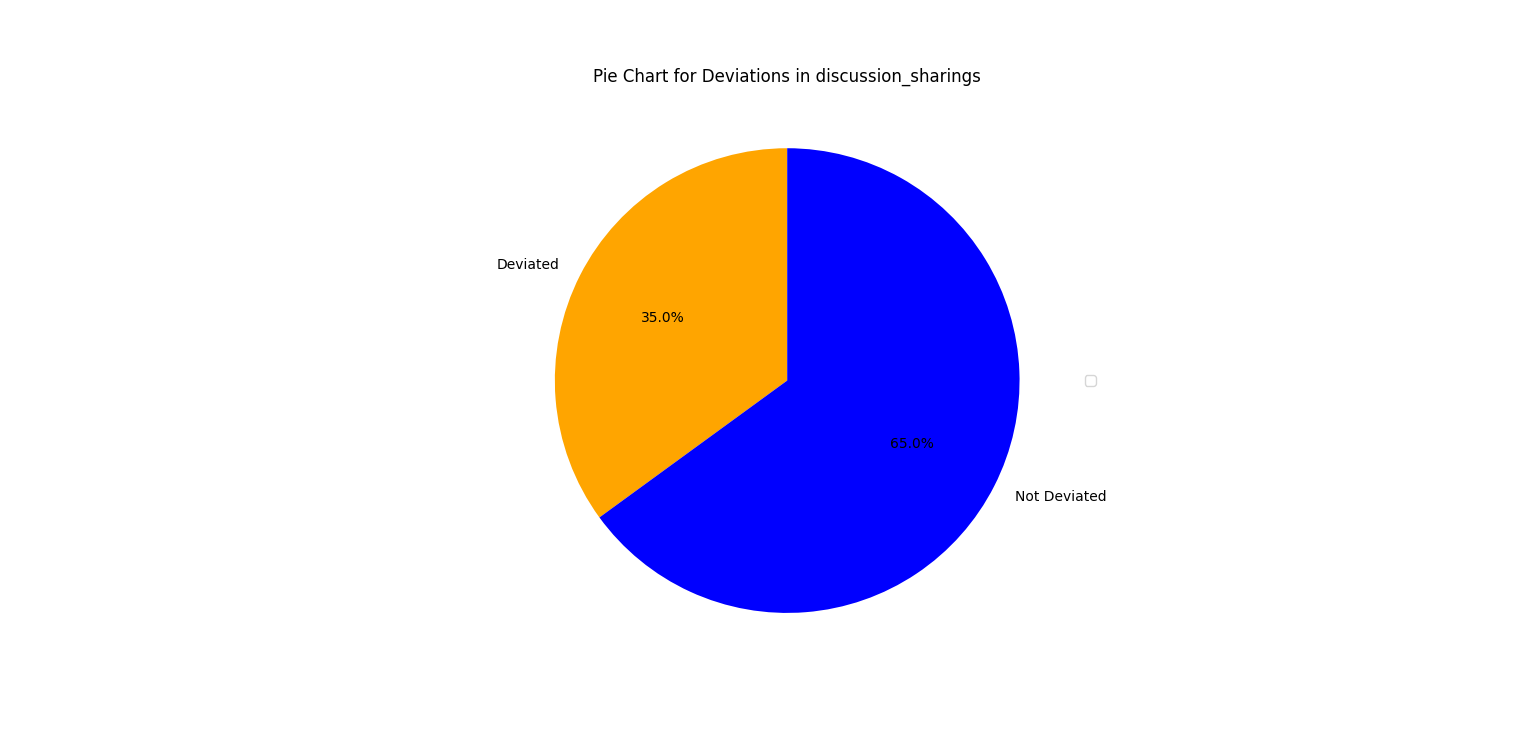 Pie Chart for Deviations in discussion_sharings
Deviated
35.0%
65.0%
Not Deviated